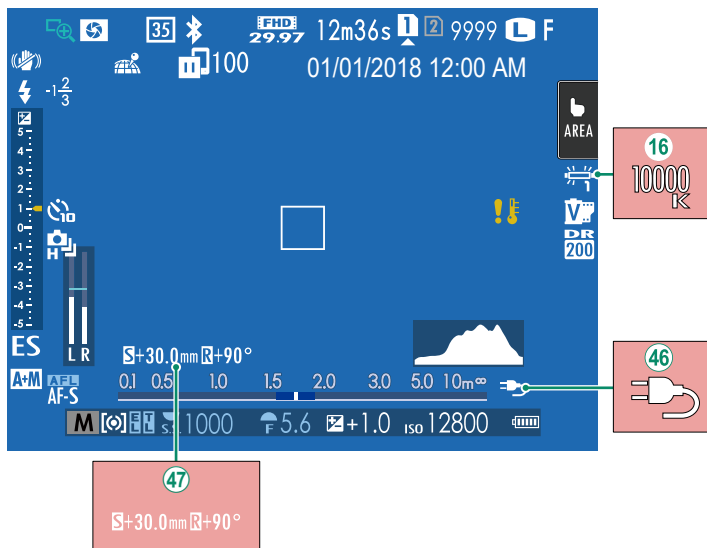 35 FHD 29.97 12m36s 1 2 9999 L F
100 01/01/2018 12:00 AM
-1 2/3
AREA
5
4
3
2
1
0
-1
-2
-3
-4
-5
10
H
1
V
DR
200
16
10000
K
ES
L R
S+30.0mm R+90°
46
A+M AFL
AF-S
0.1 0.5 1.0 1.5 2.0 3.0 5.0 10m∞
M E L T L S.S. 1000 F 5.6 +1.0 ISO 12800
47
S+30.0mm R+90°